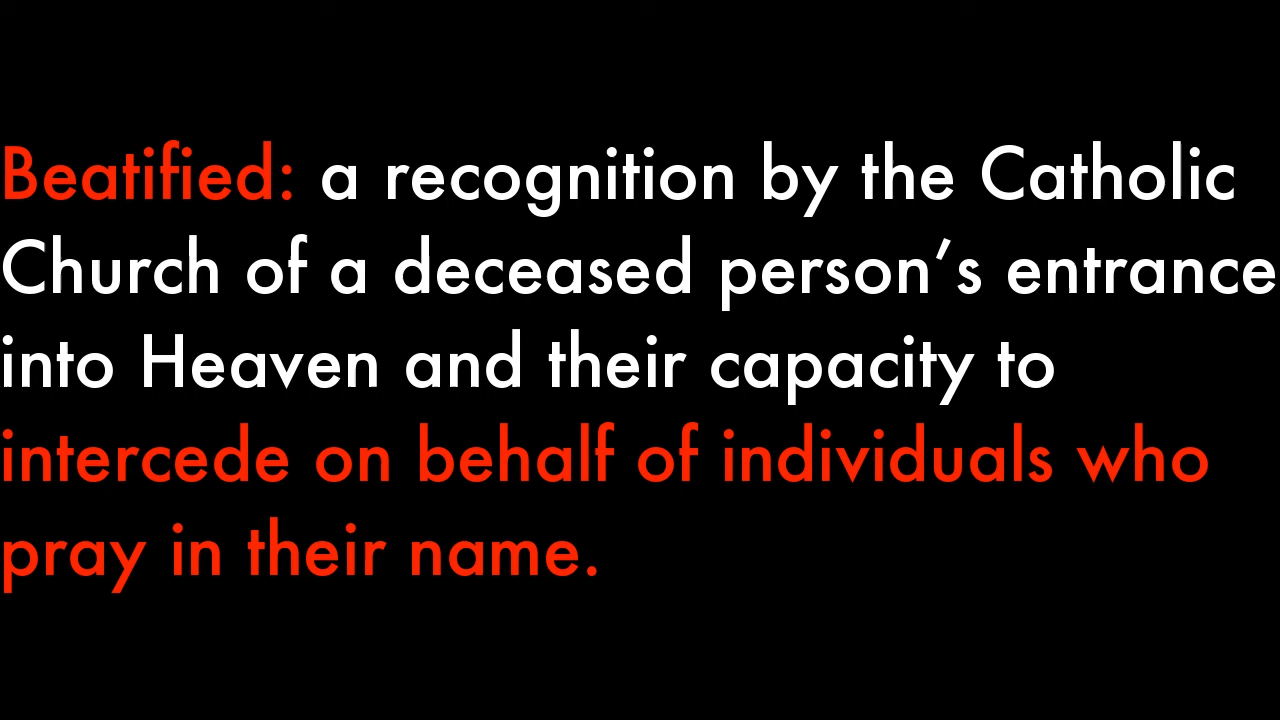 Beatified: a recognition by the Catholic
Church of a deceased person’s entrance
into Heaven and their capacity to
intercede on behalf of individuals who
pray in their name.